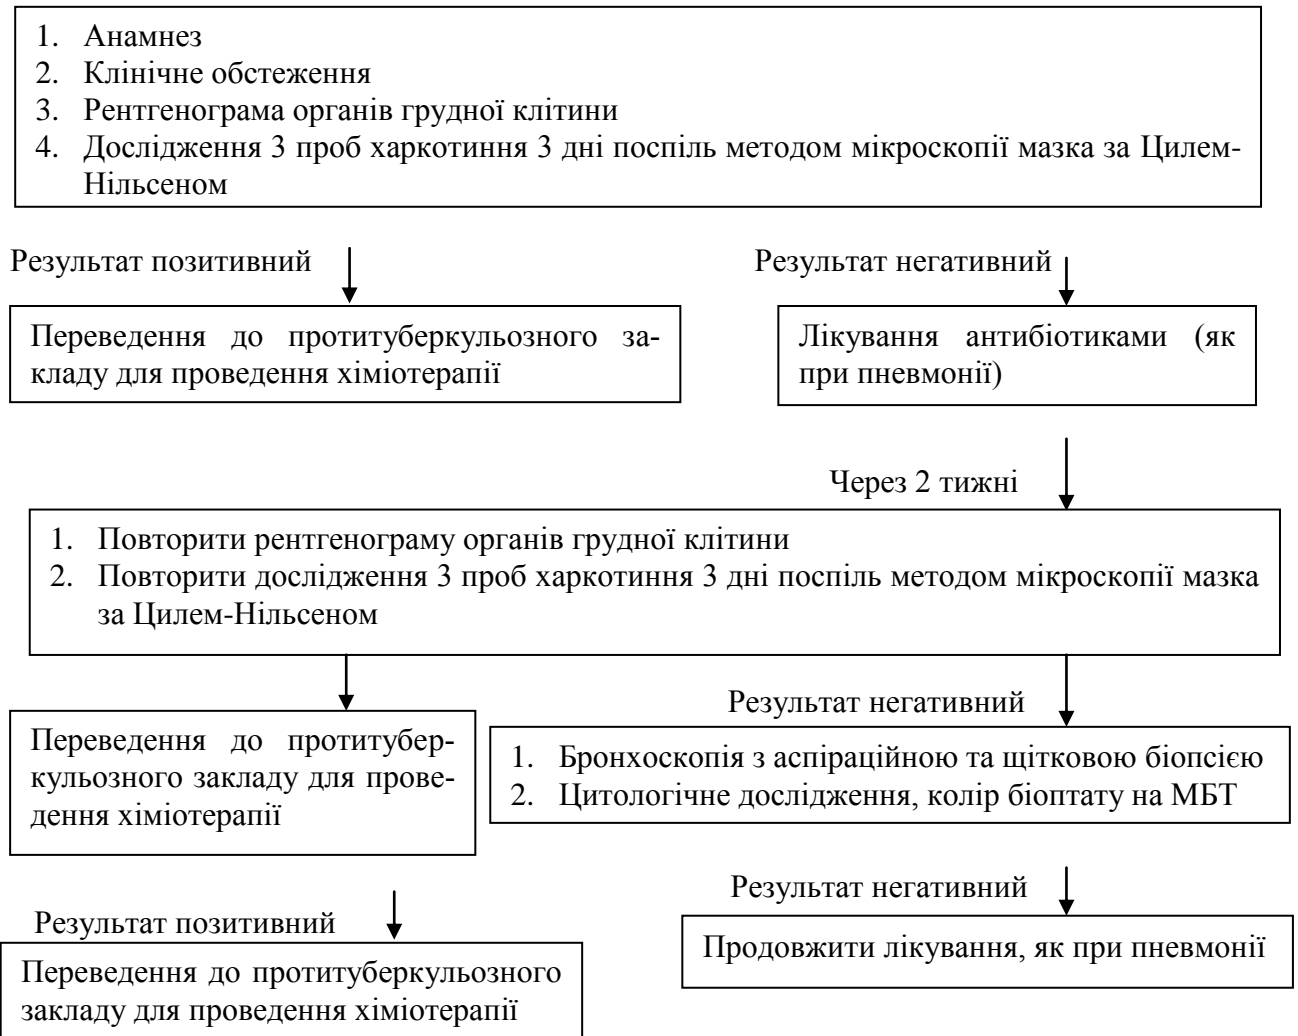 1. Анамнез
2. Клінічне обстеження
3. Рентгенограма органів грудної клітини
4. Дослідження 3 проб харкотиння 3 дні поспіль методом мікроскопії мазка за Цилем-
Нільсеном
Результат позитивний
Результат негативний
Переведення до протитуберкульозного за-
кладу для проведення хіміотерапії
Лікування антибіотиками (як
при пневмонії)
Через 2 тижні
1. Повторити рентгенограму органів грудної клітини
2. Повторити дослідження 3 проб харкотиння 3 дні поспіль методом мікроскопії мазка
за Цилем-Нільсеном
Результат негативний
Переведення до протитубер-
кульозного закладу для прове-
дення хіміотерапії
1. Бронхоскопія з аспіраційною та щітковою біопсією
2. Цитологічне дослідження, колір біоптату на МБТ
Результат негативний
Результат позитивний
Продовжити лікування, як при пневмонії
Переведення до протитуберкульозного
закладу для проведення хіміотерапії